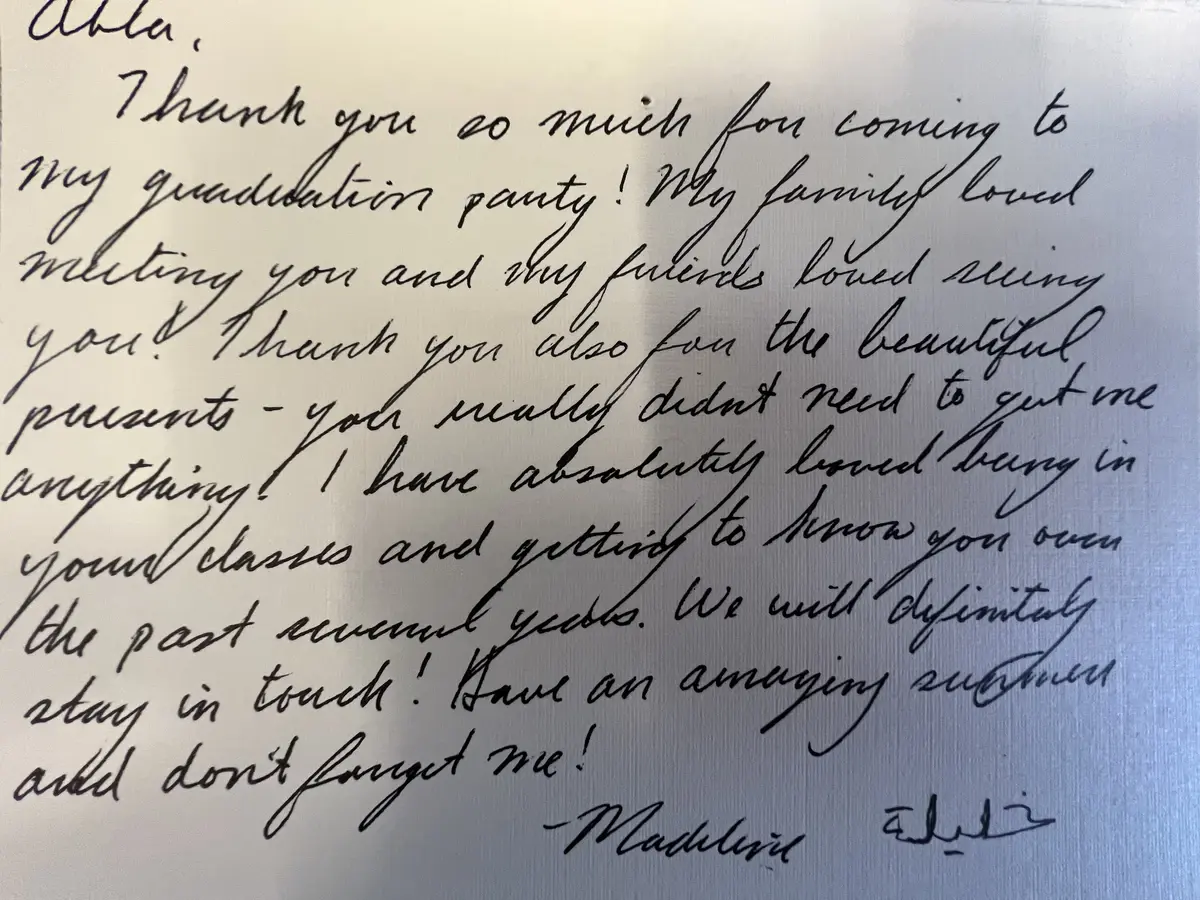 Abla,
Thank you so much for coming to
my graduation party! My family loved
meeting you and my friends loved seeing
you! Thank you also for the beautiful
presents - you really didn't need to get me
anything! I have absolutely loved being in
your classes and getting to know you over
the past several years. We will definitely
stay in touch! Have an amazing summer
and don't forget me!
-Madeline خليلة